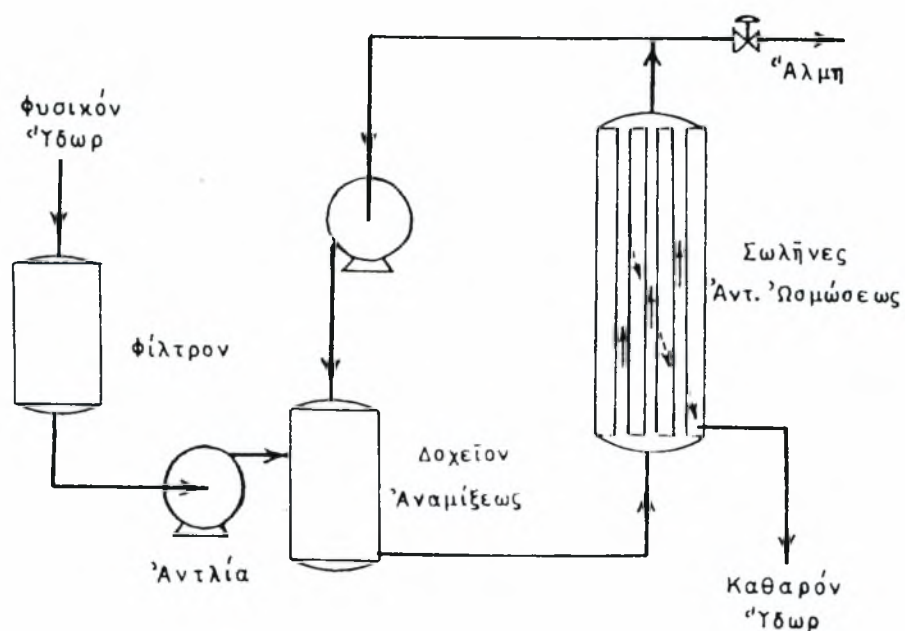 Φυσικόν
Ὕδωρ
Φίλτρον
Ἀντλία
Δοχεῖον
Ἀναμίξεως
Ἅλμη
Σωλῆνες
Ἀντ. Ὠσμώσεως
Καθαρόν
Ὕδωρ